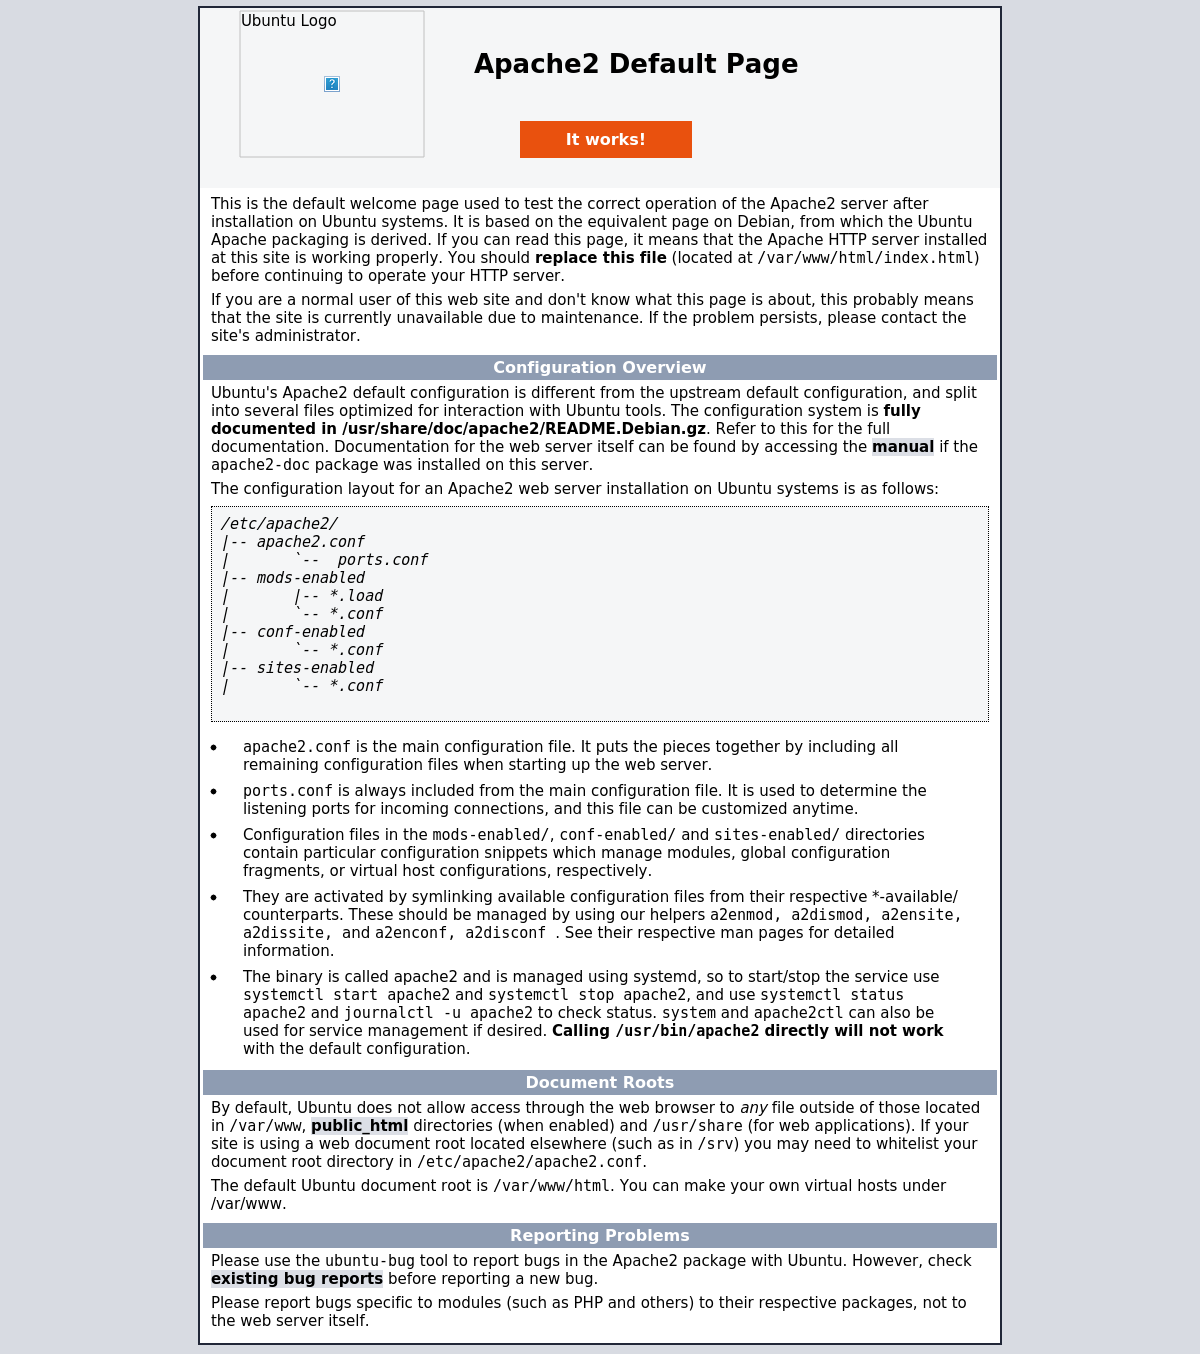 Ubuntu Logo
Apache2 Default Page
It works!
This is the default welcome page used to test the correct operation of the Apache2 server after
installation on Ubuntu systems. It is based on the equivalent page on Debian, from which the Ubuntu
Apache packaging is derived. If you can read this page, it means that the Apache HTTP server installed
at this site is working properly. You should replace this file (located at /var/www/html/index.html)
before continuing to operate your HTTP server.
If you are a normal user of this web site and don't know what this page is about, this probably means
that the site is currently unavailable due to maintenance. If the problem persists, please contact the
site's administrator.
Configuration Overview
Ubuntu's Apache2 default configuration is different from the upstream default configuration, and split
into several files optimized for interaction with Ubuntu tools. The configuration system is fully
documented in /usr/share/doc/apache2/README.Debian.gz. Refer to this for the full
documentation. Documentation for the web server itself can be found by accessing the manual if the
apache2-doc package was installed on this server.
The configuration layout for an Apache2 web server installation on Ubuntu systems is as follows:
/etc/apache2/
|-- apache2.conf
|       `--  ports.conf
|-- mods-enabled
|       |-- *.load
|       `-- *.conf
|-- conf-enabled
|       `-- *.conf
|-- sites-enabled
|       `-- *.conf
• apache2.conf is the main configuration file. It puts the pieces together by including all
remaining configuration files when starting up the web server.
• ports.conf is always included from the main configuration file. It is used to determine the
listening ports for incoming connections, and this file can be customized anytime.
• Configuration files in the mods-enabled/, conf-enabled/ and sites-enabled/ directories
contain particular configuration snippets which manage modules, global configuration
fragments, or virtual host configurations, respectively.
• They are activated by symlinking available configuration files from their respective *-available/
counterparts. These should be managed by using our helpers a2enmod, a2dismod, a2ensite,
a2dissite, and a2enconf, a2disconf . See their respective man pages for detailed
information.
• The binary is called apache2 and is managed using systemd, so to start/stop the service use
systemctl start apache2 and systemctl stop apache2, and use systemctl status
apache2 and journalctl -u apache2 to check status. system and apache2ctl can also be
used for service management if desired. Calling /usr/bin/apache2 directly will not work
with the default configuration.
Document Roots
By default, Ubuntu does not allow access through the web browser to any file outside of those located
in /var/www, public_html directories (when enabled) and /usr/share (for web applications). If your
site is using a web document root located elsewhere (such as in /srv) you may need to whitelist your
document root directory in /etc/apache2/apache2.conf.
The default Ubuntu document root is /var/www/html. You can make your own virtual hosts under
/var/www.
Reporting Problems
Please use the ubuntu-bug tool to report bugs in the Apache2 package with Ubuntu. However, check
existing bug reports before reporting a new bug.
Please report bugs specific to modules (such as PHP and others) to their respective packages, not to
the web server itself.